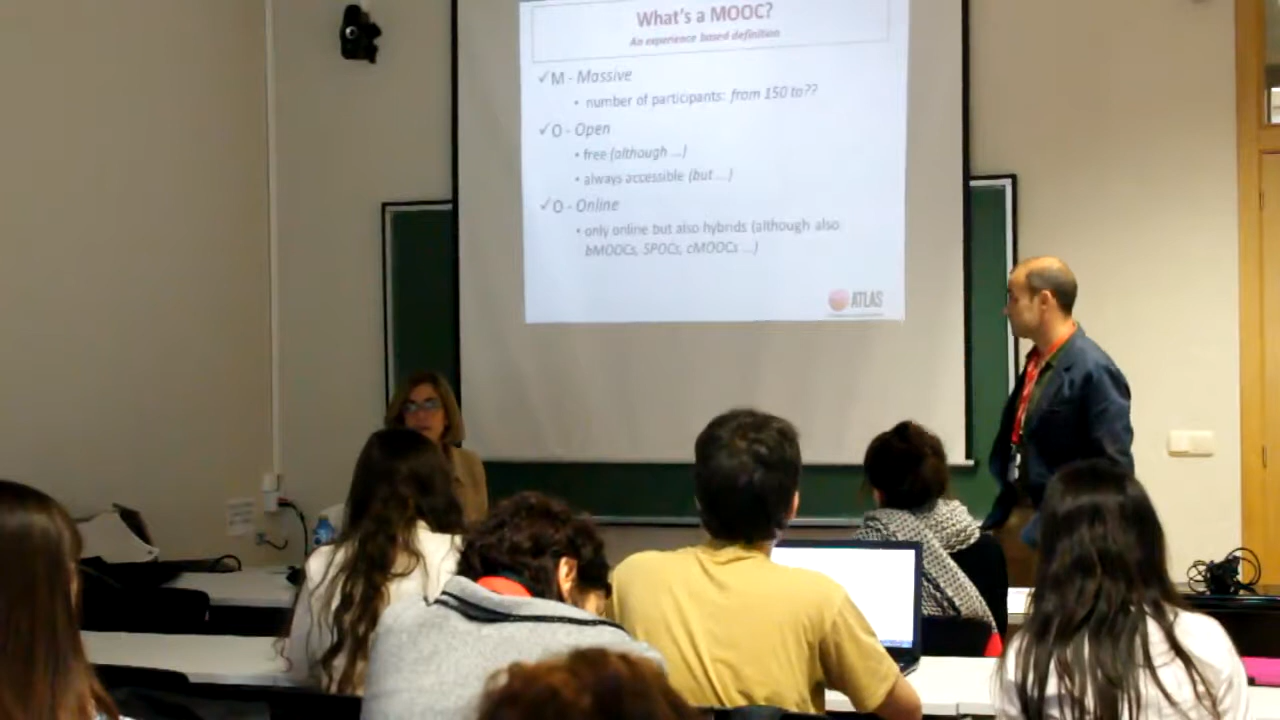 What's a MOOC?
An experience based definition
✓ M - Massive
• number of participants: from 150 to??
✓ O - Open
• free (although ...)
• always accessible (but ...)
✓ O - Online
• only online but also hybrids (although also
bMOOCs, SPOCs, cMOOCs ...)
ATLAS